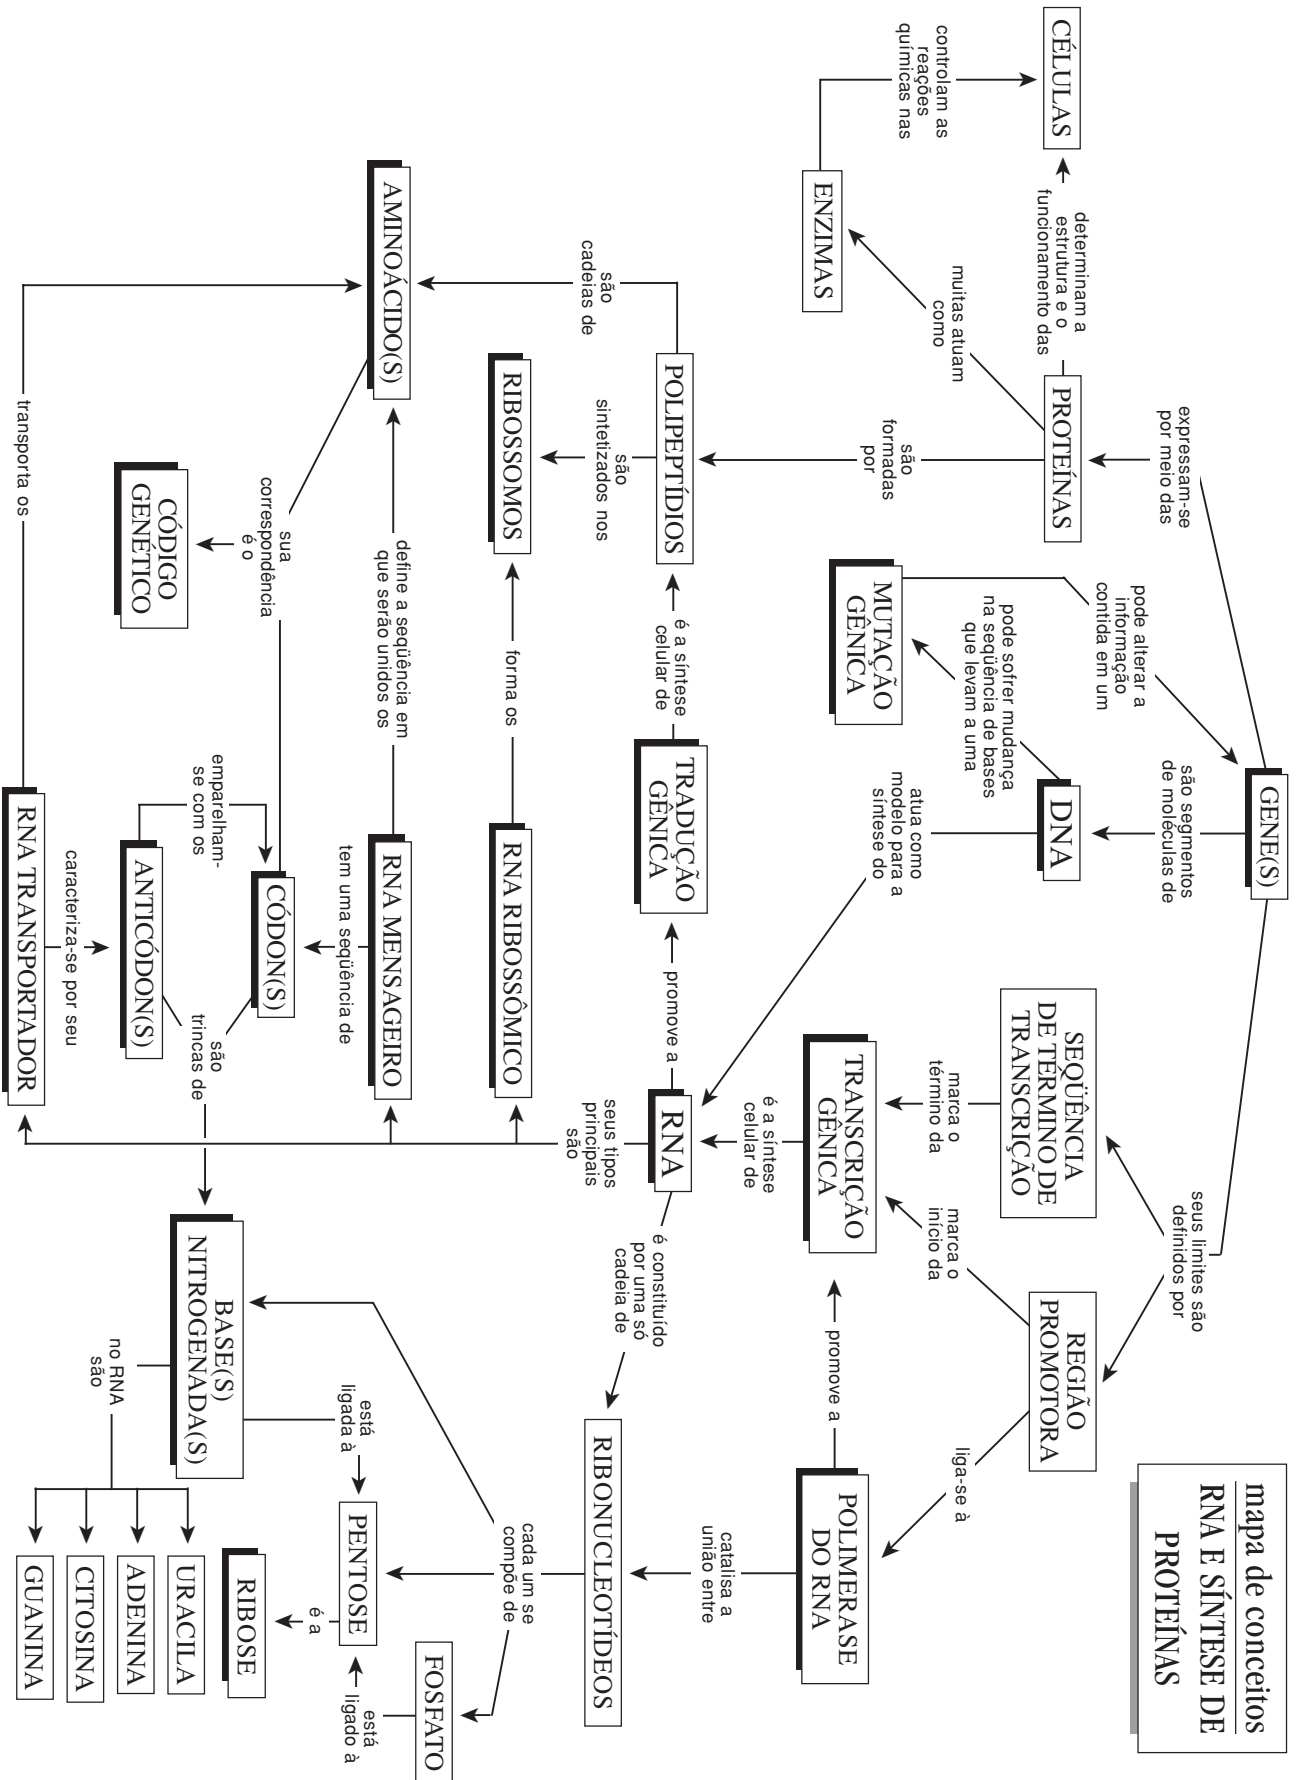 mapa de conceitos
RNA E SÍNTESE DE
PROTEÍNAS
GENE(S)
expressam-se
por meio das
são segmentos
de moléculas de
seus limites são
definidos por
CÉLULAS
determinam a
estrutura e o
funcionamento das
PROTEÍNAS
pode alterar a
informação
contida em um
DNA
SEQÜÊNCIA
DE TÉRMINO DE
TRANSCRIÇÃO
REGIÃO
PROMOTORA
controlam as
reações
químicas nas
muitas atuam
como
pode sofrer mudança
na seqüência de bases
que levam a uma
marca o
término da
marca o
início da
liga-se à
ENZIMAS
são
formadas
por
MUTAÇÃO
GÊNICA
atua como
modelo para a
síntese do
TRANSCRIÇÃO
GÊNICA
promove a
POLIMERASE
DO RNA
é a síntese
celular de
catalisa a
união entre
POLIPEPTÍDIOS
é a síntese
celular de
TRADUÇÃO
GÊNICA
promove a
RNA
é constituído
por uma só
cadeia de
RIBONUCLEOTÍDEOS
são
cadeias de
são
sintetizados nos
seus tipos
principais
são
cada um se
compõe de
RIBOSSOMOS
forma os
RNA RIBOSSÔMICO
FOSFATO
AMINOÁCIDO(S)
define a seqüência em
que serão unidos os
RNA MENSAGEIRO
está
ligada à
PENTOSE
está
ligado à
tem uma seqüência de
é a
sua
correspondência
é o
CÓDON(S)
RIBOSE
CÓDIGO
GENÉTICO
emparelham-
se com os
ANTICÓDON(S)
são
trincas de
BASE(S)
NITROGENADA(S)
no RNA
são
URACILA
ADENINA
CITOSINA
GUANINA
caracteriza-se por seu
transporta os
RNA TRANSPORTADOR